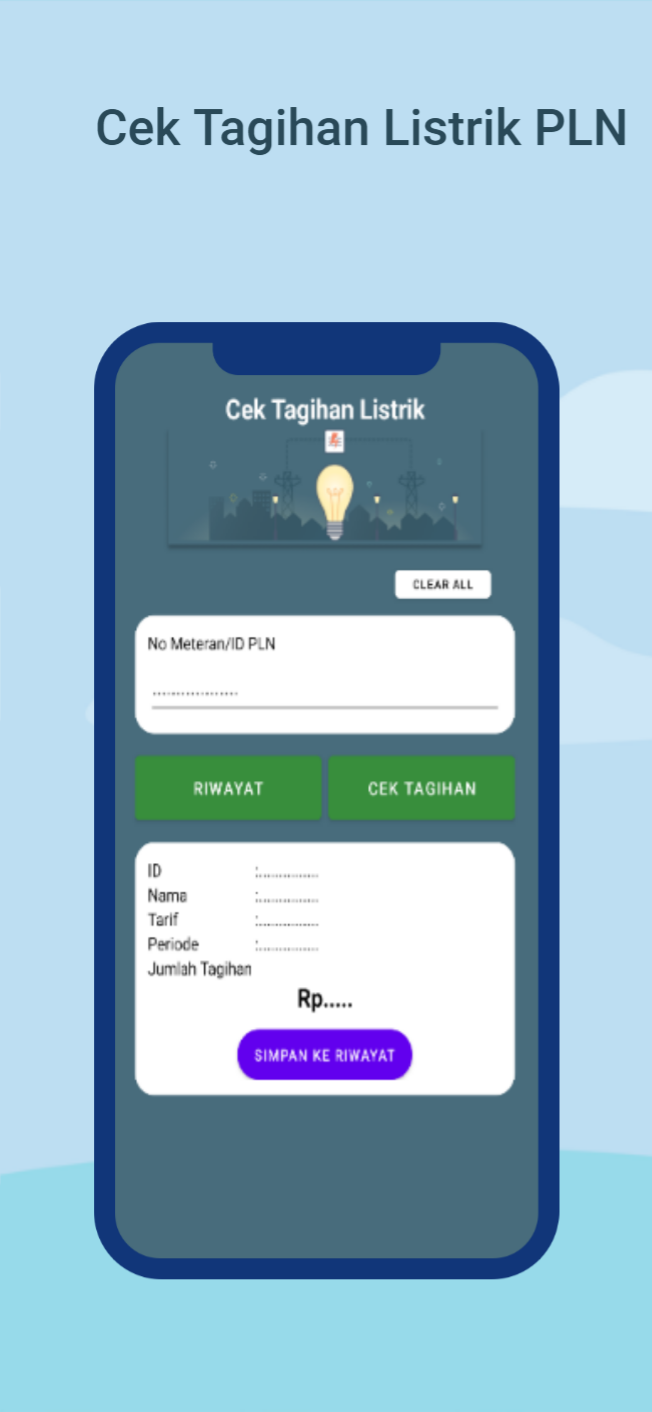 Cek Tagihan Listrik PLN
Cek Tagihan Listrik
CLEAR ALL
No Meteran/ID PLN
....................
RIWAYAT CEK TAGIHAN
ID :................
Nama :................
Tarif :................
Periode :................
Jumlah Tagihan
Rp.....
SIMPAN KE RIWAYAT